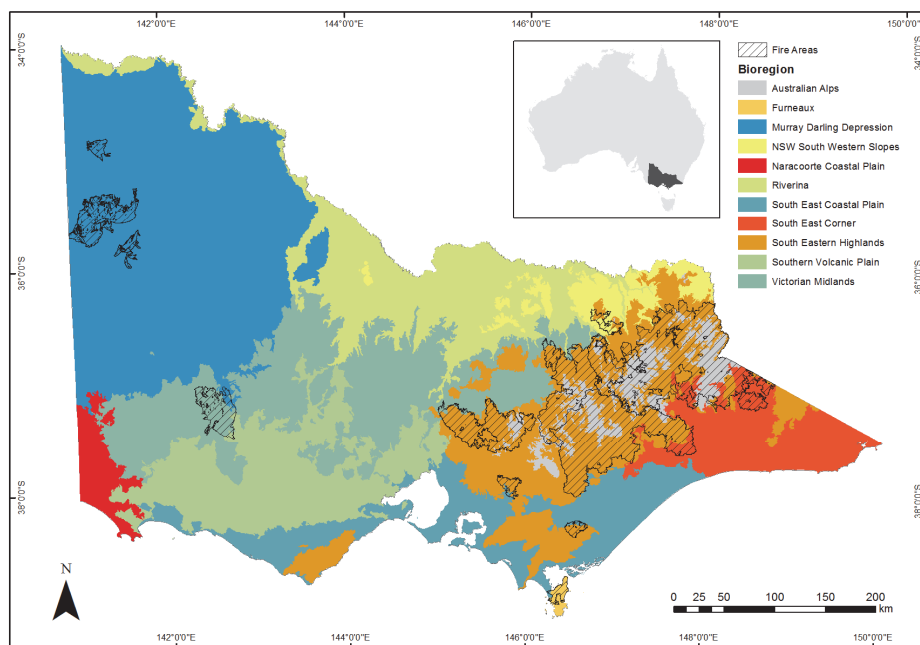 142°0'0"E
144°0'0"E
146°0'0"E
148°0'0"E
150°0'0"E
34°0'0"S
34°0'0"S
Fire Areas
Bioregion
Australian Alps
Furneaux
Murray Darling Depression
NSW South Western Slopes
Naracoorte Coastal Plain
Riverina
South East Coastal Plain
South East Corner
South Eastern Highlands
Southern Volcanic Plain
Victorian Midlands
36°0'0"S
36°0'0"S
38°0'0"S
38°0'0"S
N
0 25 50 100 150 200
km
142°0'0"E
144°0'0"E
146°0'0"E
148°0'0"E
150°0'0"E